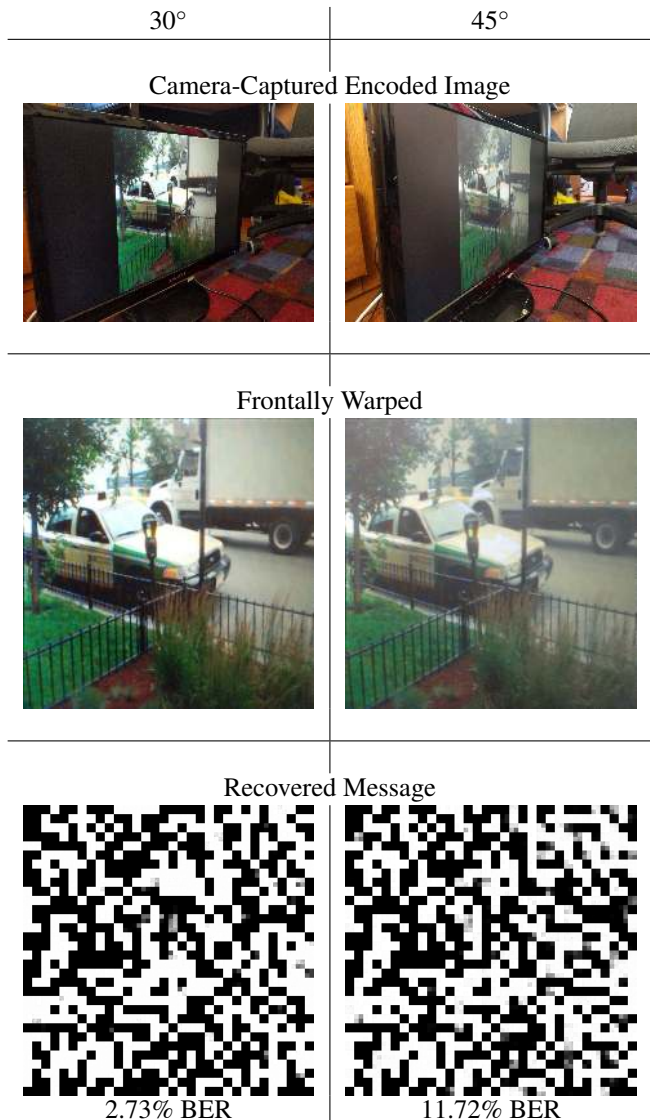 30° 45°
Camera-Captured Encoded Image
Frontally Warped
Recovered Message
2.73% BER 11.72% BER